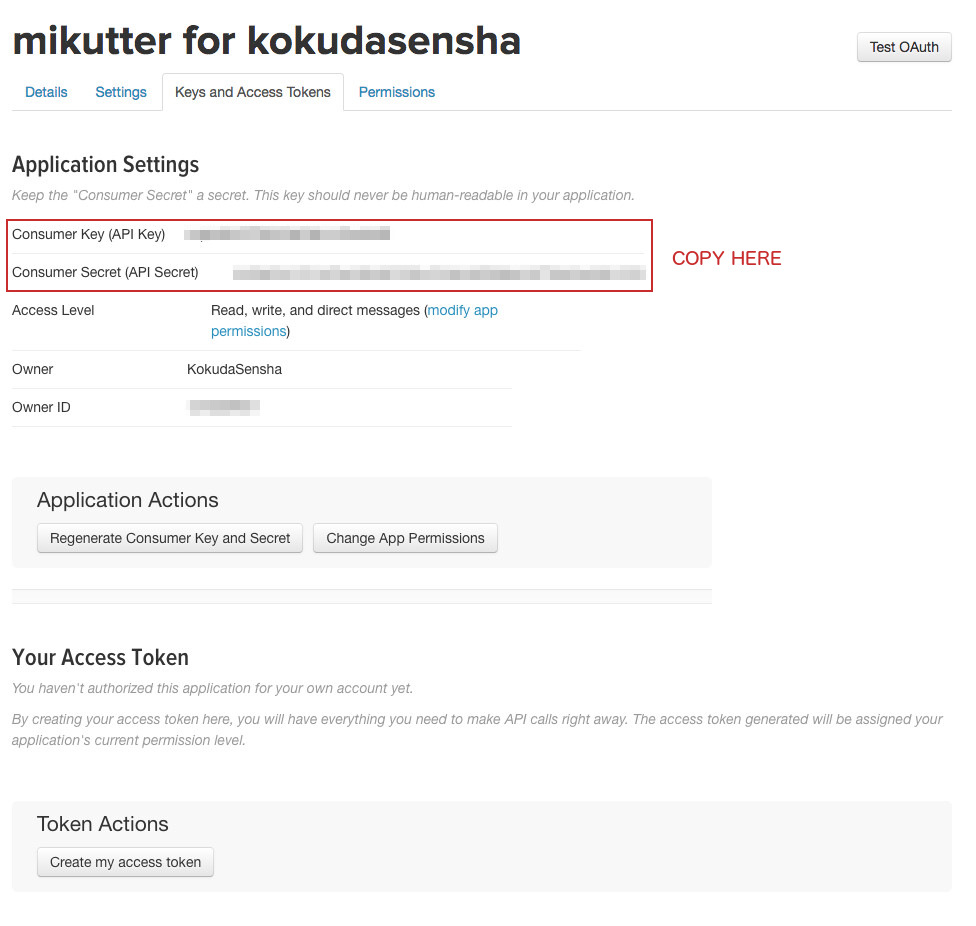 mikutter for kokudasensha
Test OAuth
Details Settings Keys and Access Tokens Permissions
Application Settings
Keep the "Consumer Secret" a secret. This key should never be human-readable in your application.
Consumer Key (API Key)
Consumer Secret (API Secret)
COPY HERE
Access Level Read, write, and direct messages (modify app
permissions)
Owner KokudaSensha
Owner ID
Application Actions
Regenerate Consumer Key and Secret Change App Permissions
Your Access Token
You haven't authorized this application for your own account yet.
By creating your access token here, you will have everything you need to make API calls right away. The access token generated will be assigned your
application's current permission level.
Token Actions
Create my access token